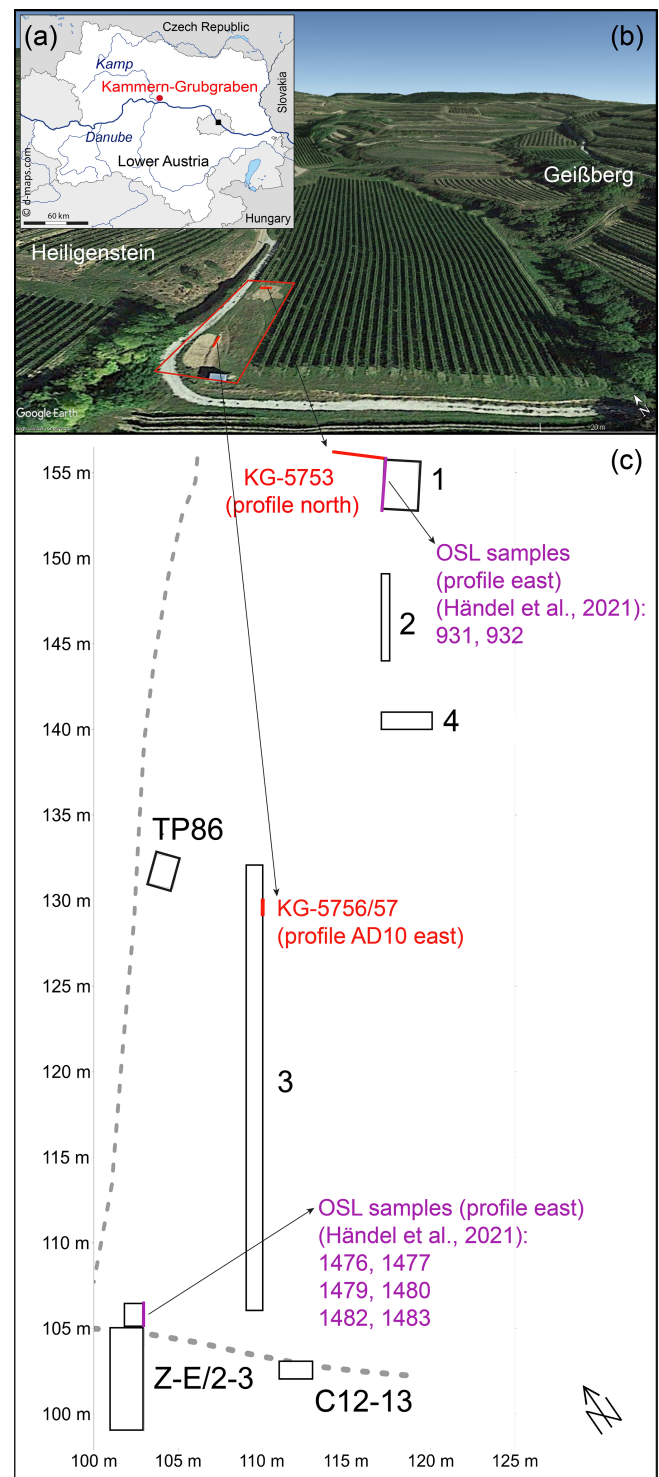 (a)
Czech Republic
Kamp
Kammern-Grubgraben
Slovakia
Danube
Lower Austria
© d-maps.com
60 km
Hungary
(b)
Geißberg
Heiligenstein
Google Earth
20 m
N
(c)
155 m
150 m
145 m
140 m
135 m
130 m
125 m
120 m
115 m
110 m
105 m
100 m
KG-5753
(profile north)
1
OSL samples
(profile east)
(Händel et al., 2021):
931, 932
2
4
TP86
KG-5756/57
(profile AD10 east)
3
OSL samples (profile east)
(Händel et al., 2021):
1476, 1477
1479, 1480
1482, 1483
Z-E/2-3
C12-13
N
100 m 105 m 110 m 115 m 120 m 125 m